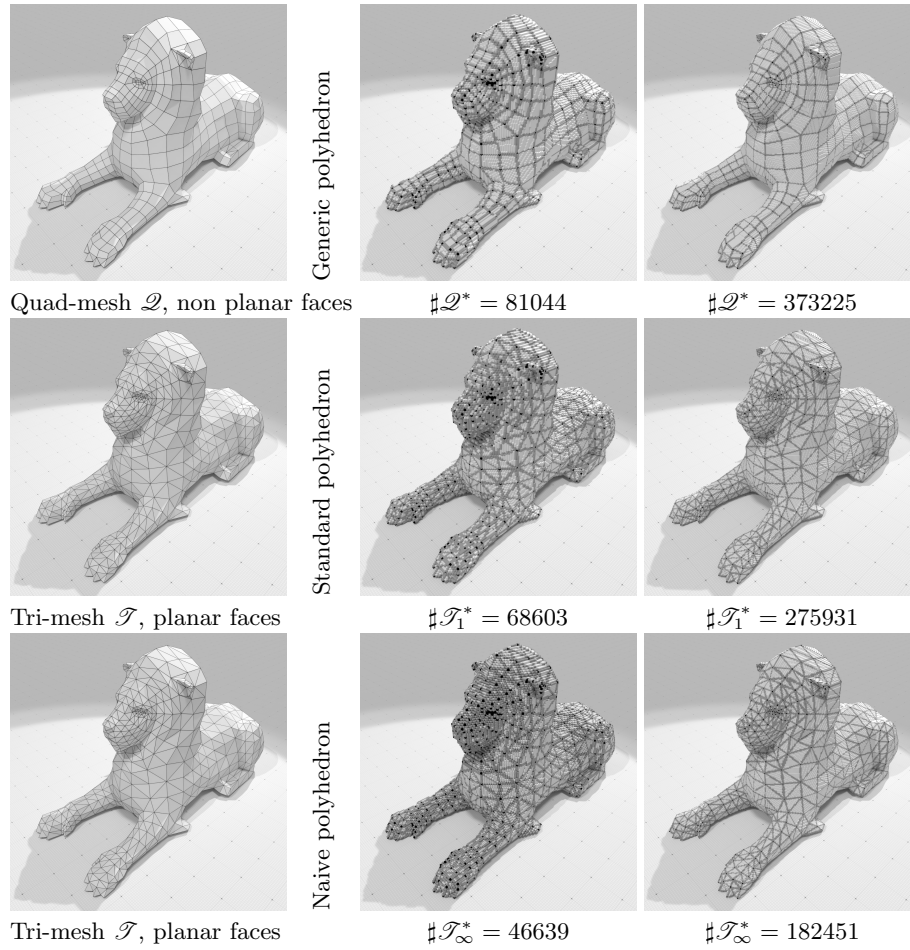 Generic polyhedron
Quad-mesh 𝒬, non planar faces
♯𝒬* = 81044
♯𝒬* = 373225
Standard polyhedron
Tri-mesh 𝒯, planar faces
♯𝒯₁* = 68603
♯𝒯₁* = 275931
Naive polyhedron
Tri-mesh 𝒯, planar faces
♯𝒯∞* = 46639
♯𝒯∞* = 182451